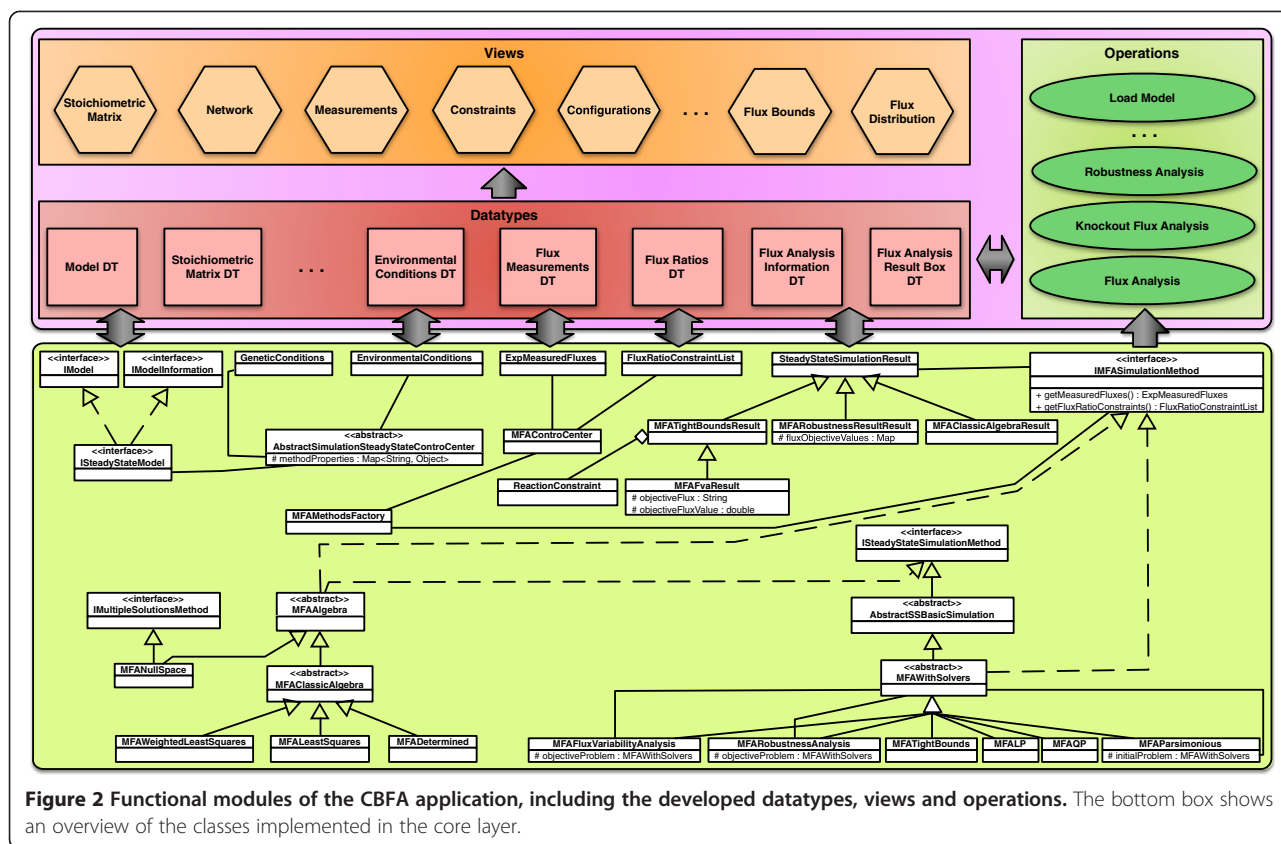 Views
Stoichiometric
Matrix
Network
Measurements
Constraints
Configurations
. . .
Flux Bounds
Flux
Distribution
Operations
Load Model
...
Robustness Analysis
Knockout Flux Analysis
Flux Analysis
Datatypes
Model DT
Stoichiometric
Matrix DT
. . .
Environmental
Conditions DT
Flux
Measurements
DT
Flux Ratios
DT
Flux Analysis
Information
DT
Flux Analysis
Result Box
DT
<<interface>>
IModel
<<interface>>
IModelInformation
GeneticConditions
EnvironmentalConditions
ExpMeasuredFluxes
FluxRatioConstraintList
SteadyStateSimulationResult
<<interface>>
IMFASimulationMethod
+ getMeasuredFluxes() : ExpMeasuredFluxes
+ getFluxRatioConstraints() : FluxRatioConstraintList
<<interface>>
ISteadyStateModel
<<abstract>>
AbstractSimulationSteadyStateControCenter
# methodProperties : Map<String, Object>
MFAControCenter
MFATightBoundsResult
MFARobustnessResultResult
# fluxObjectiveValues : Map
MFAClassicAlgebraResult
ReactionConstraint
MFAFvaResult
# objectiveFlux : String
# objectiveFluxValue : double
MFAMethodsFactory
<<interface>>
ISteadyStateSimulationMethod
<<interface>>
IMultipleSolutionsMethod
<<abstract>>
MFAAlgebra
<<abstract>>
AbstractSSBasicSimulation
MFANullSpace
<<abstract>>
MFAClassicAlgebra
<<abstract>>
MFAWithSolvers
MFAWeightedLeastSquares
MFALeastSquares
MFADetermined
MFAFluxVariabilityAnalysis
# objectiveProblem : MFAWithSolvers
MFARobustnessAnalysis
# objectiveProblem : MFAWithSolvers
MFATightBounds
MFALP
MFAQP
MFAParsimonious
# initialProblem : MFAWithSolvers
Figure 2 Functional modules of the CBFA application, including the developed datatypes, views and operations. The bottom box shows
an overview of the classes implemented in the core layer.